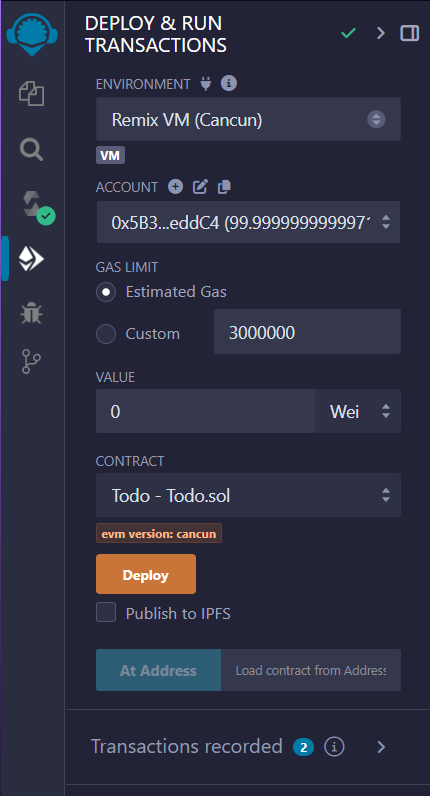 DEPLOY & RUN
TRANSACTIONS
ENVIRONMENT
Remix VM (Cancun)
VM
ACCOUNT
0x5B3...eddC4 (99.9999999999971
GAS LIMIT
Estimated Gas
Custom 3000000
VALUE
0 Wei
CONTRACT
Todo - Todo.sol
evm version: cancun
Deploy
Publish to IPFS
At Address Load contract from Address
Transactions recorded 2